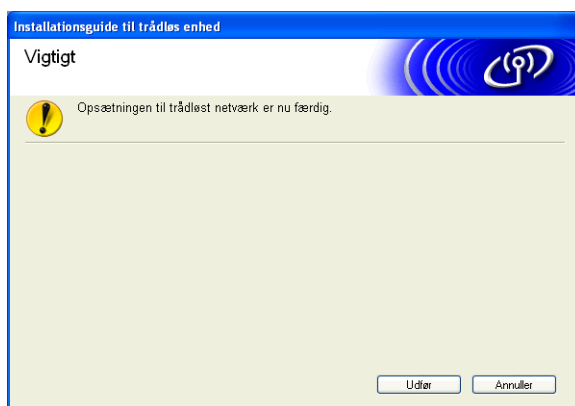 Installationsguide til trådløs enhed
Vigtigt
Opsætningen til trådløst netværk er nu færdig.
Udfør
Annuller